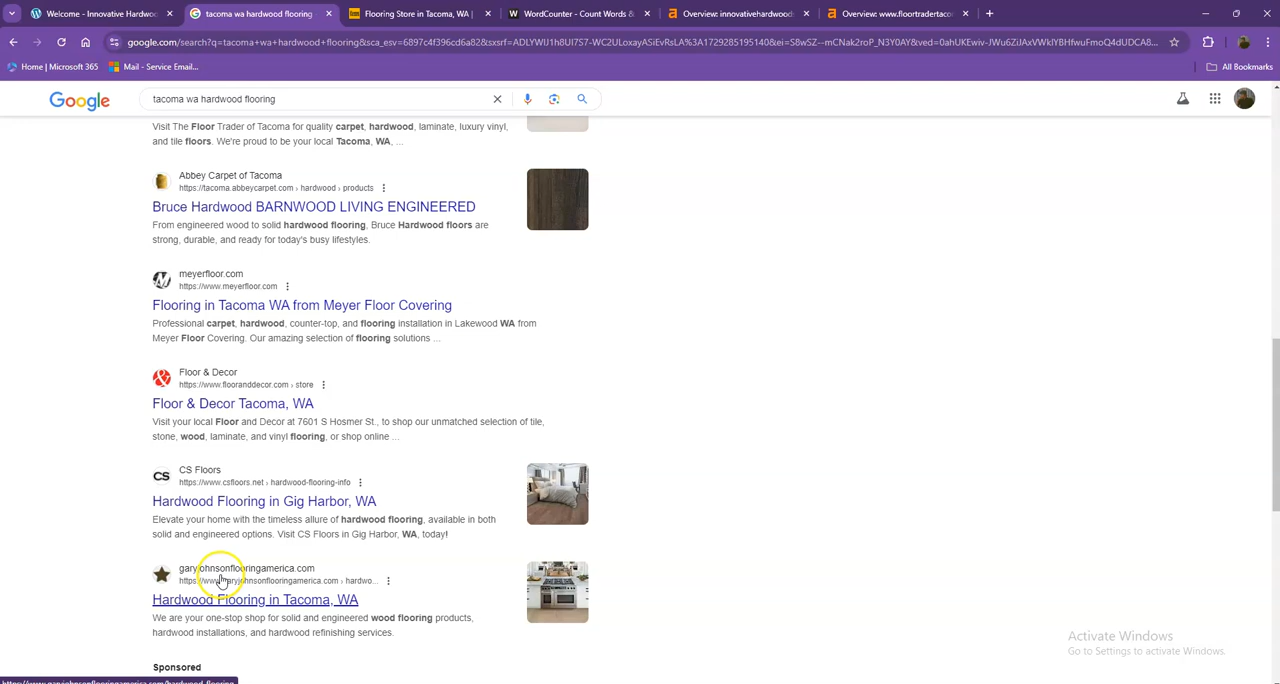 Welcome - Innovative Hardwoo
tacoma wa hardwood flooring
Flooring Store in Tacoma, WA |
WordCounter - Count Words &
Overview: innovativehardwoods
Overview: www.floortradertaco
Home | Microsoft 365
Mail - Service Email...
All Bookmarks
Google
tacoma wa hardwood flooring
Visit The Floor Trader of Tacoma for quality carpet, hardwood, laminate, luxury vinyl,
and tile floors. We're proud to be your local Tacoma, WA, ...
Abbey Carpet of Tacoma
https://tacoma.abbeycarpet.com › hardwood › products
Bruce Hardwood BARNWOOD LIVING ENGINEERED
From engineered wood to solid hardwood flooring, Bruce Hardwood floors are
strong, durable, and ready for today's busy lifestyles.
meyerfloor.com
https://www.meyerfloor.com
Flooring in Tacoma WA from Meyer Floor Covering
Professional carpet, hardwood, counter-top, and flooring installation in Lakewood WA from
Meyer Floor Covering. Our amazing selection of flooring solutions ...
Floor & Decor
https://www.flooranddecor.com › store
Floor & Decor Tacoma, WA
Visit your local Floor and Decor at 7601 S Hosmer St., to shop our unmatched selection of tile,
stone, wood, laminate, and vinyl flooring, or shop online ...
CS
CS Floors
https://www.csfloors.net › hardwood-flooring-info
Hardwood Flooring in Gig Harbor, WA
Elevate your home with the timeless allure of hardwood flooring, available in both
solid and engineered options. Visit CS Floors in Gig Harbor, WA, today!
garyjohnsonflooringamerica.com
https://www.garyjohnsonflooringamerica.com › hardwo...
Hardwood Flooring in Tacoma, WA
We are your one-stop shop for solid and engineered wood flooring products,
hardwood installations, and hardwood refinishing services.
Sponsored
Activate Windows
Go to Settings to activate Windows.